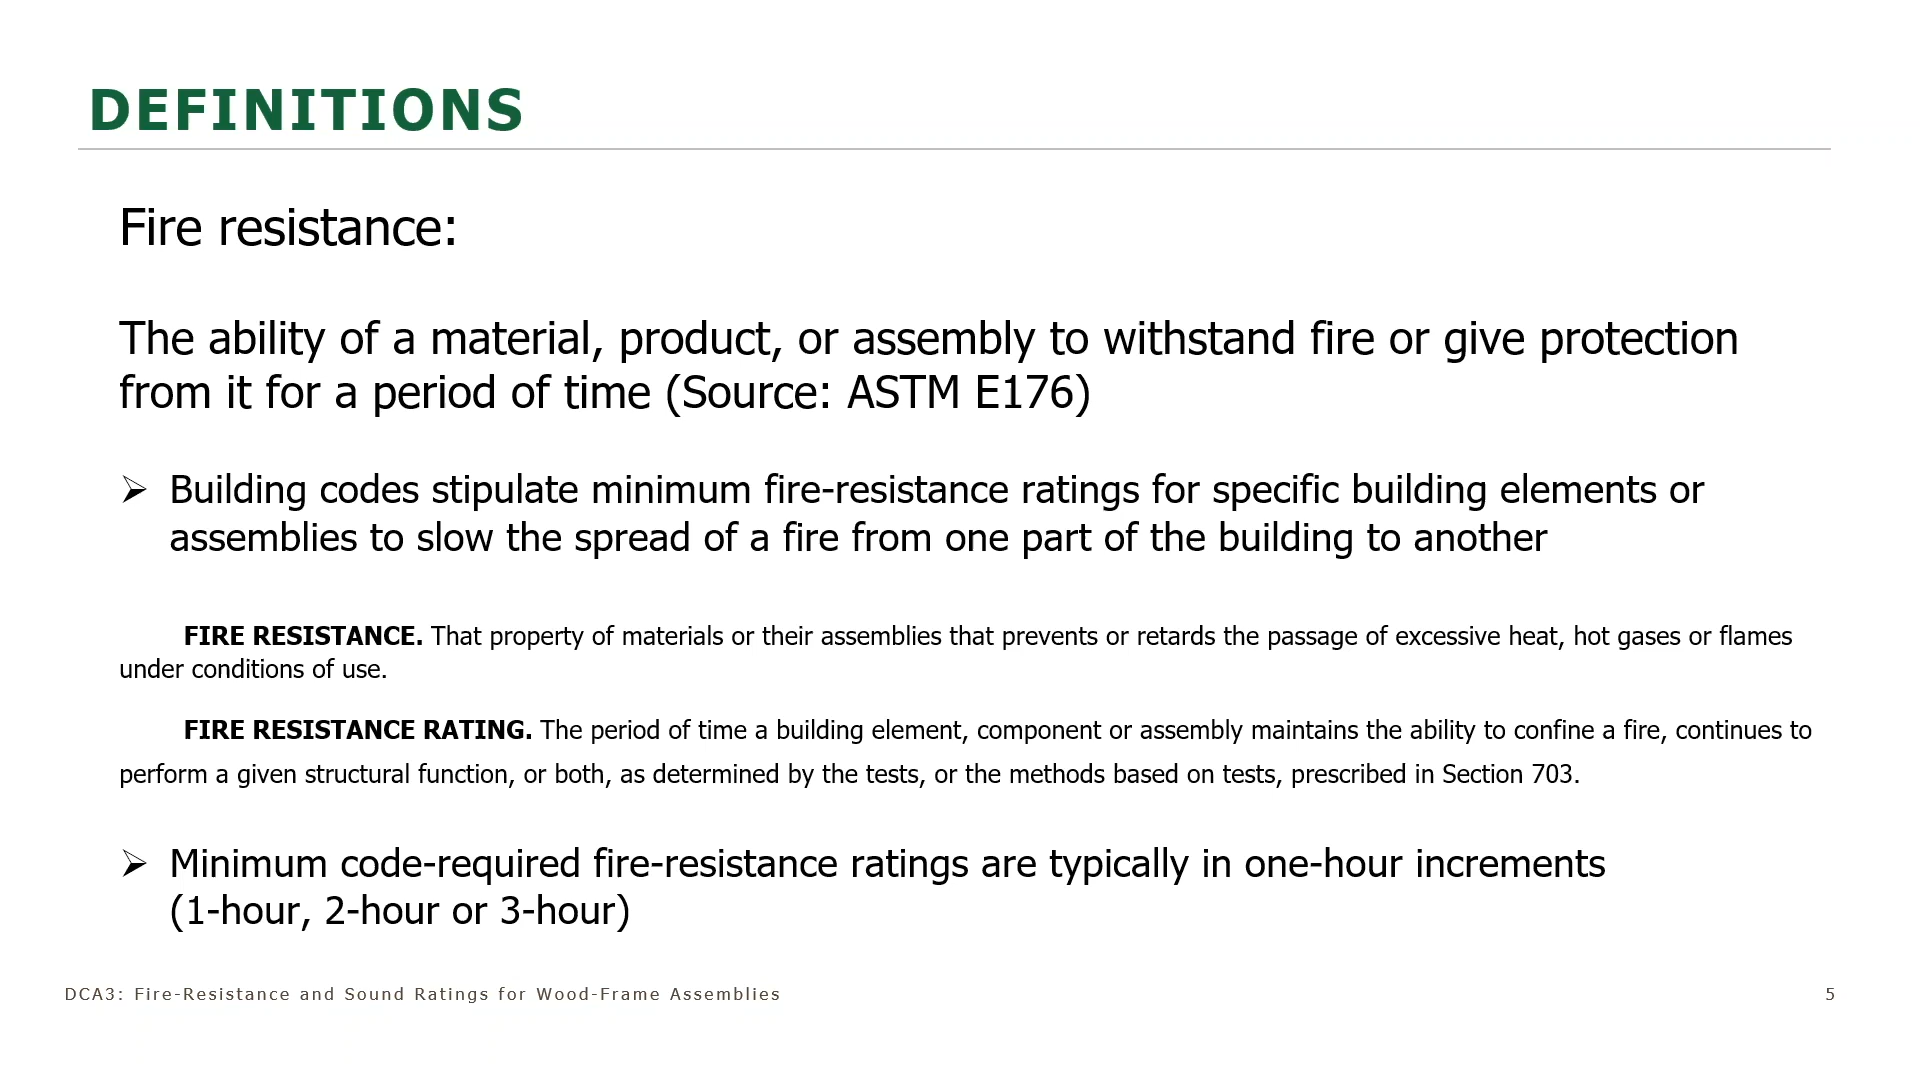 DEFINITIONS
Fire resistance:
The ability of a material, product, or assembly to withstand fire or give protection
from it for a period of time (Source: ASTM E176)
➢ Building codes stipulate minimum fire-resistance ratings for specific building elements or
assemblies to slow the spread of a fire from one part of the building to another
FIRE RESISTANCE. That property of materials or their assemblies that prevents or retards the passage of excessive heat, hot gases or flames
under conditions of use.
FIRE RESISTANCE RATING. The period of time a building element, component or assembly maintains the ability to confine a fire, continues to
perform a given structural function, or both, as determined by the tests, or the methods based on tests, prescribed in Section 703.
➢ Minimum code-required fire-resistance ratings are typically in one-hour increments
(1-hour, 2-hour or 3-hour)
DCA3: Fire-Resistance and Sound Ratings for Wood-Frame Assemblies
5